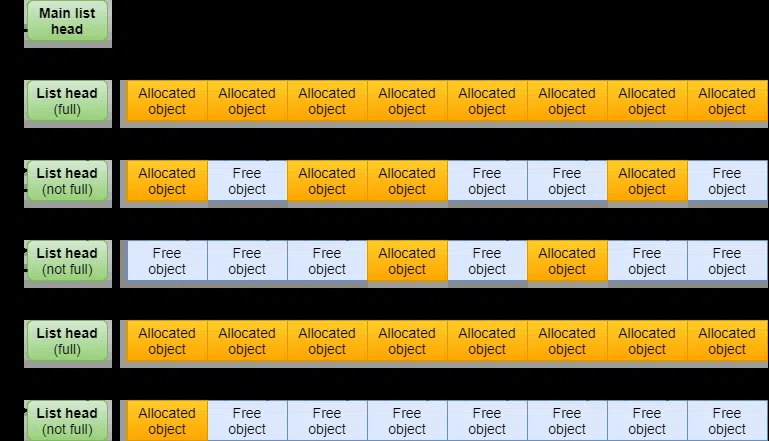 Main list
head
List head
(full)
Allocated object Allocated object Allocated object Allocated object Allocated object Allocated object Allocated object Allocated object
List head
(not full)
Allocated object Free object Allocated object Allocated object Free object Free object Allocated object Free object
List head
(not full)
Free object Free object Free object Allocated object Free object Allocated object Free object Free object
List head
(full)
Allocated object Allocated object Allocated object Allocated object Allocated object Allocated object Allocated object Allocated object
List head
(not full)
Allocated object Free object Free object Free object Free object Free object Free object Free object